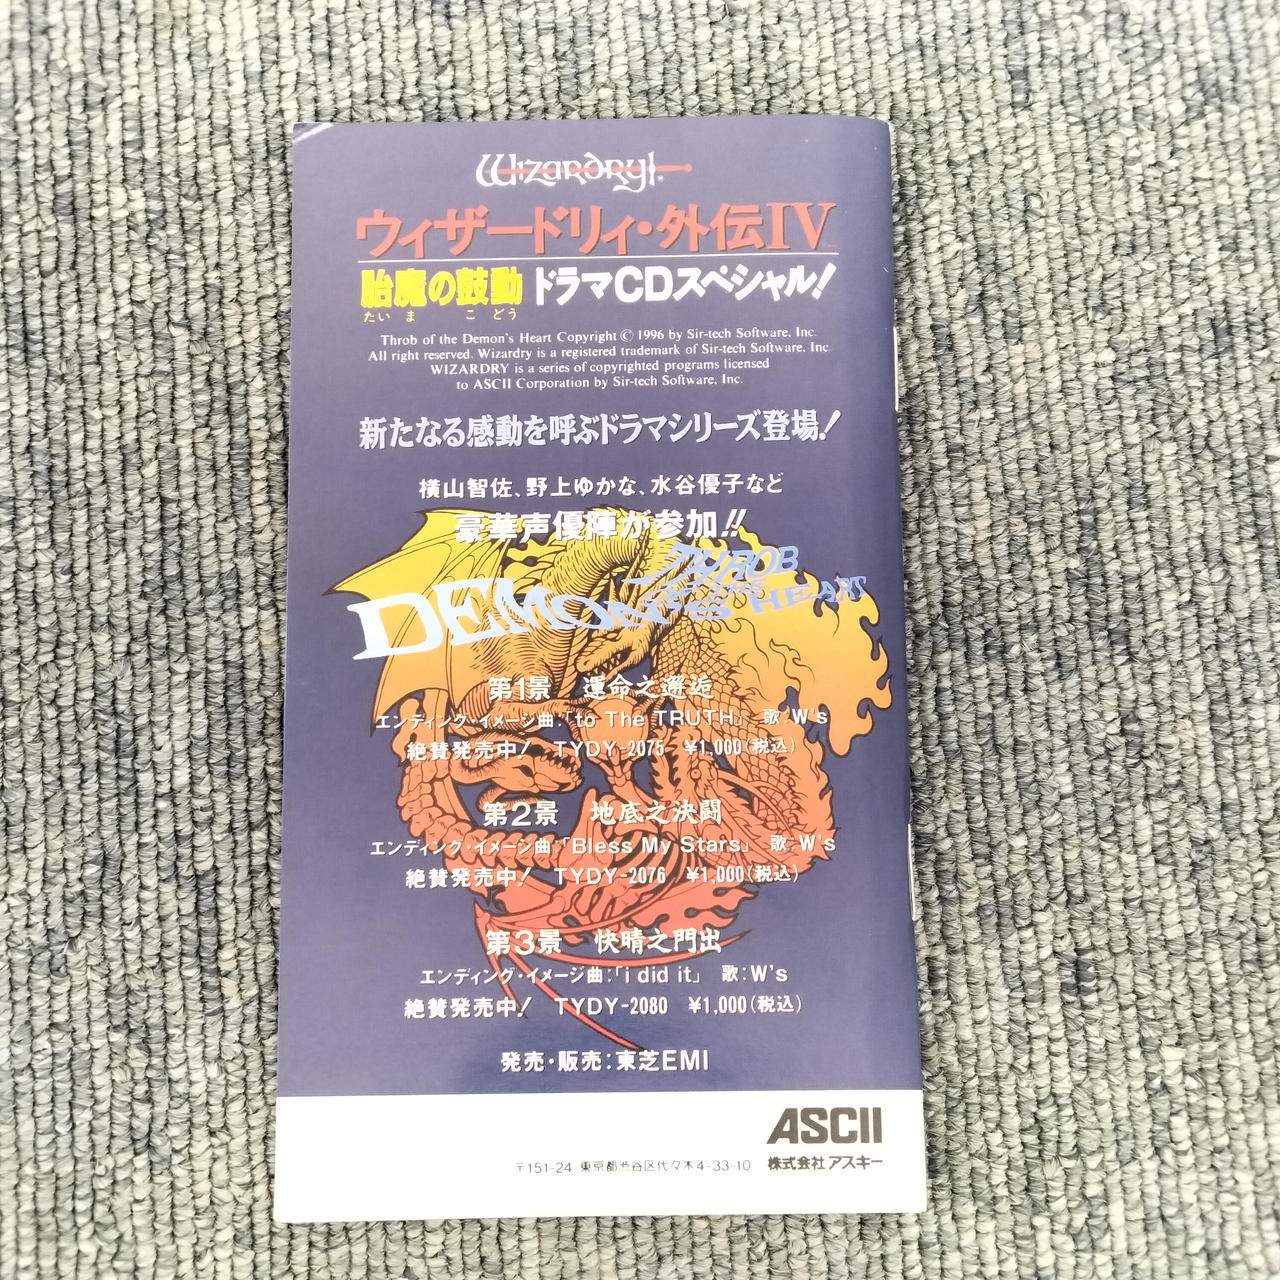 Wizardry
ウィザードリィ・外伝IV
胎魔の鼓動 ドラマCDスペシャル!
たいま こどう
Throb of the Demon's Heart Copyright © 1996 by Sir-tech Software, Inc.
All right reserved. Wizardry is a registered trademark of Sir-tech Software, Inc.
WIZARDRY is a series of copyrighted programs licensed
to ASCII Corporation by Sir-tech Software, Inc.
新たなる感動を呼ぶドラマシリーズ登場!
横山智佐、野上ゆかな、水谷優子など
豪華声優陣が参加!!
THROB
DEMON'S HEART
第1景 運命之邂逅
エンディング・イメージ曲:「to The TRUTH」 歌:W's
絶賛発売中! TYDY-2075 ¥1,000(税込)
第2景 地底之決闘
エンディング・イメージ曲:「Bless My Stars」 歌:W's
絶賛発売中! TYDY-2076 ¥1,000(税込)
第3景 快晴之門出
エンディング・イメージ曲:「i did it」 歌:W's
絶賛発売中! TYDY-2080 ¥1,000(税込)
発売・販売:東芝EMI
ASCII
〒151-24 東京都渋谷区代々木4-33-10 株式会社アスキー